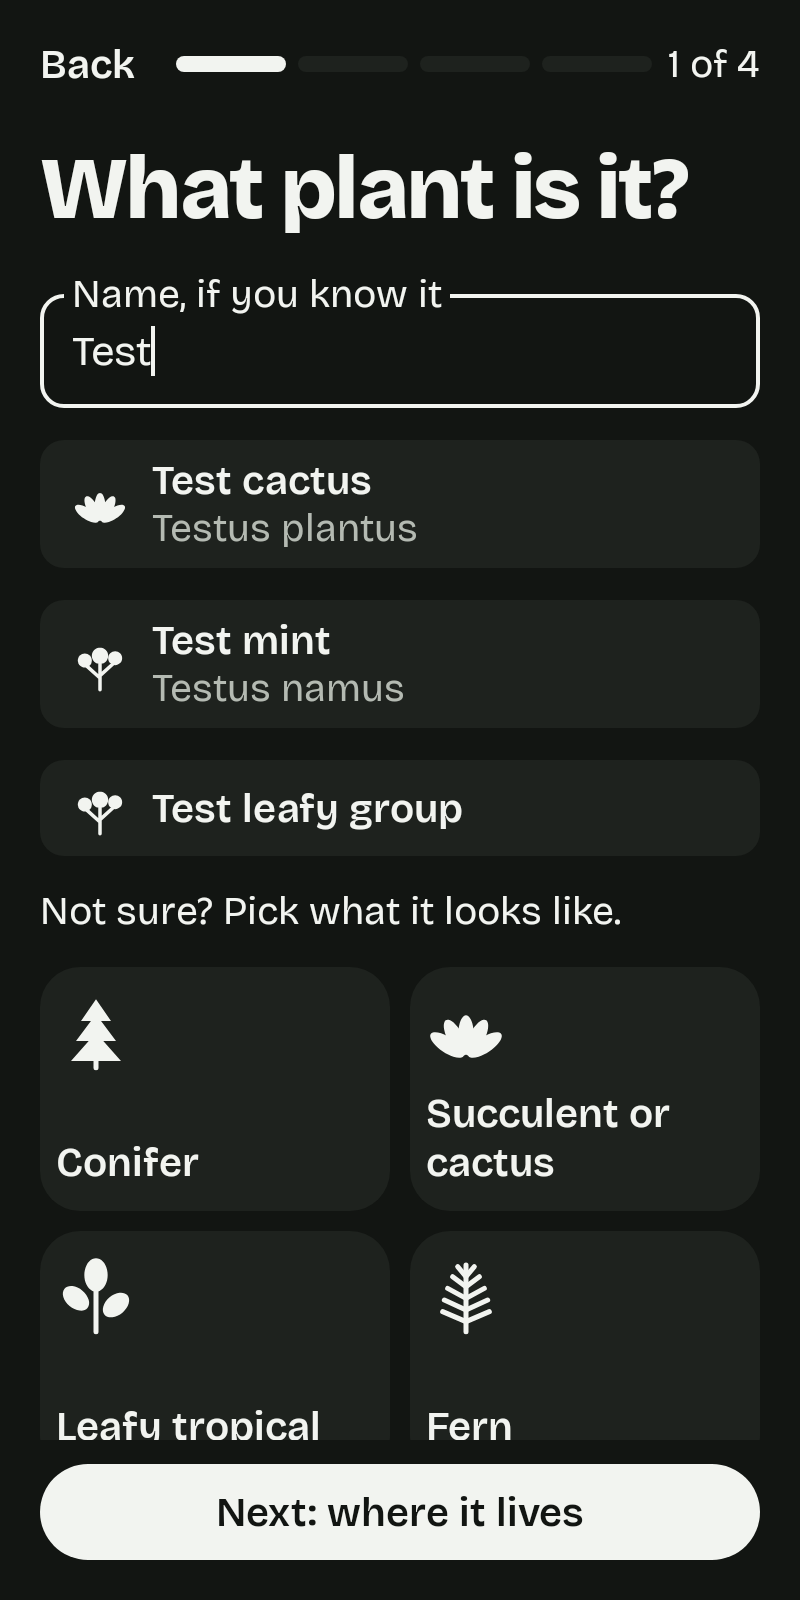 Back
1 of 4
What plant is it?
Name, if you know it
Test
Test cactus
Testus plantus
Test mint
Testus namus
Test leafy group
Not sure? Pick what it looks like.
Conifer
Succulent or
cactus
Leafy tropical
Fern
Next: where it lives